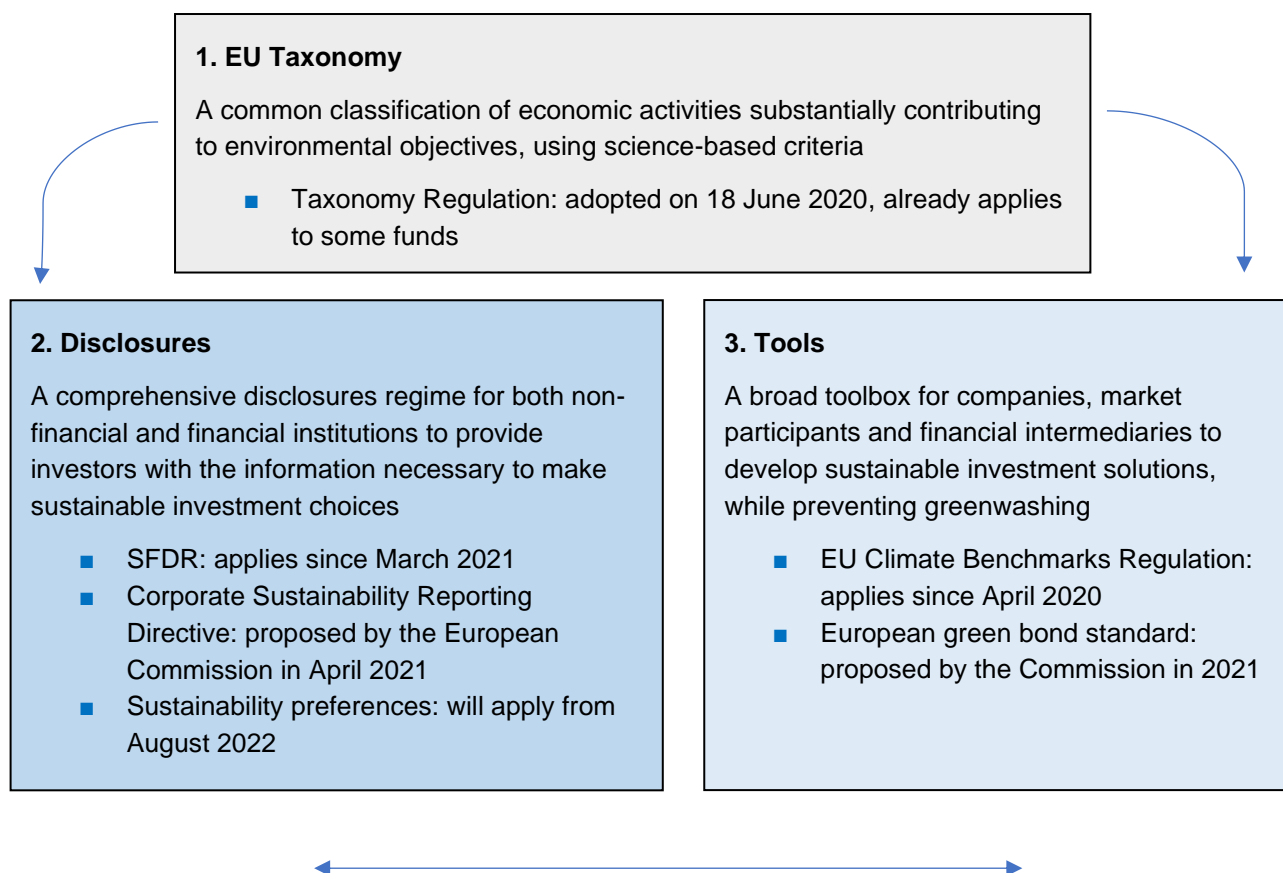 1. EU Taxonomy
A common classification of economic activities substantially contributing
to environmental objectives, using science-based criteria
■ Taxonomy Regulation: adopted on 18 June 2020, already applies
to some funds
2. Disclosures
A comprehensive disclosures regime for both non-
financial and financial institutions to provide
investors with the information necessary to make
sustainable investment choices
■ SFDR: applies since March 2021
■ Corporate Sustainability Reporting
Directive: proposed by the European
Commission in April 2021
■ Sustainability preferences: will apply from
August 2022
3. Tools
A broad toolbox for companies, market
participants and financial intermediaries to
develop sustainable investment solutions,
while preventing greenwashing
■ EU Climate Benchmarks Regulation:
applies since April 2020
■ European green bond standard:
proposed by the Commission in 2021